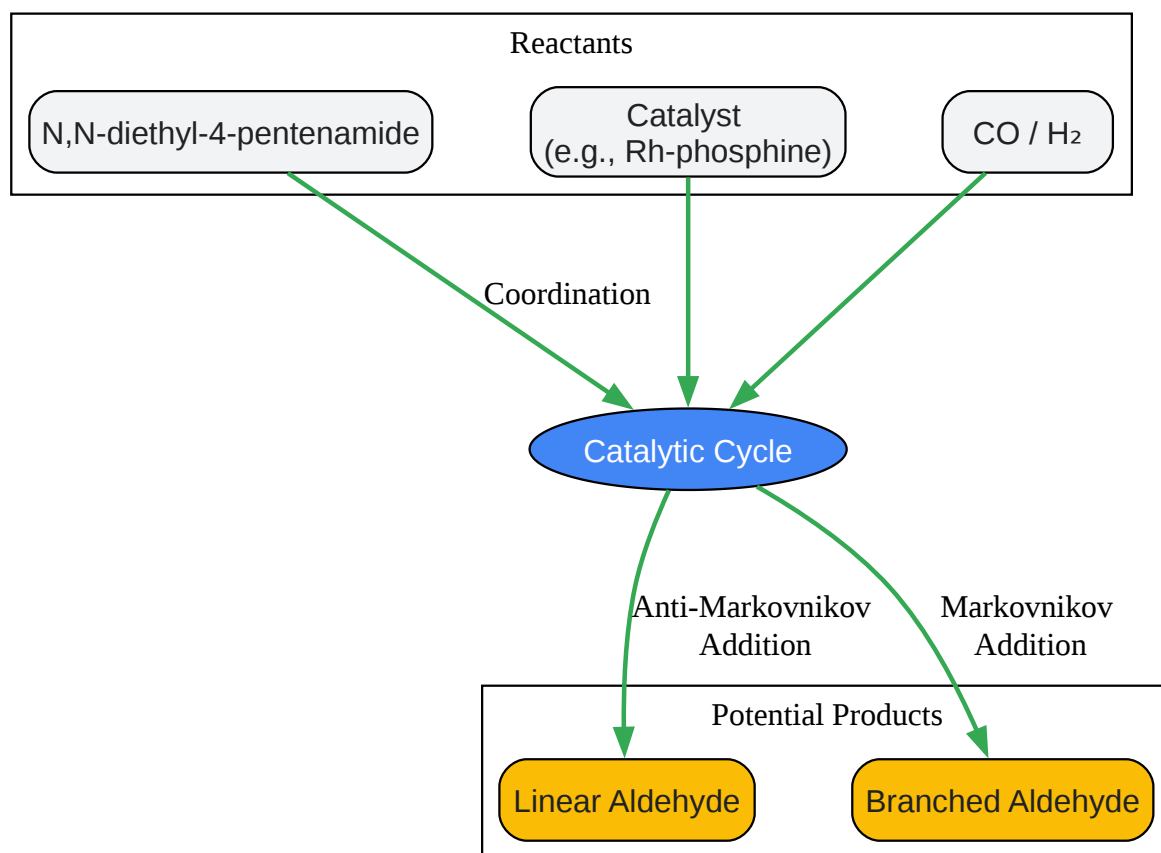 Reactants
N,N-diethyl-4-pentenamide
Catalyst
(e.g., Rh-phosphine)
CO / H₂
Coordination
Catalytic Cycle
Anti-Markovnikov
Addition
Markovnikov
Addition
Potential Products
Linear Aldehyde
Branched Aldehyde